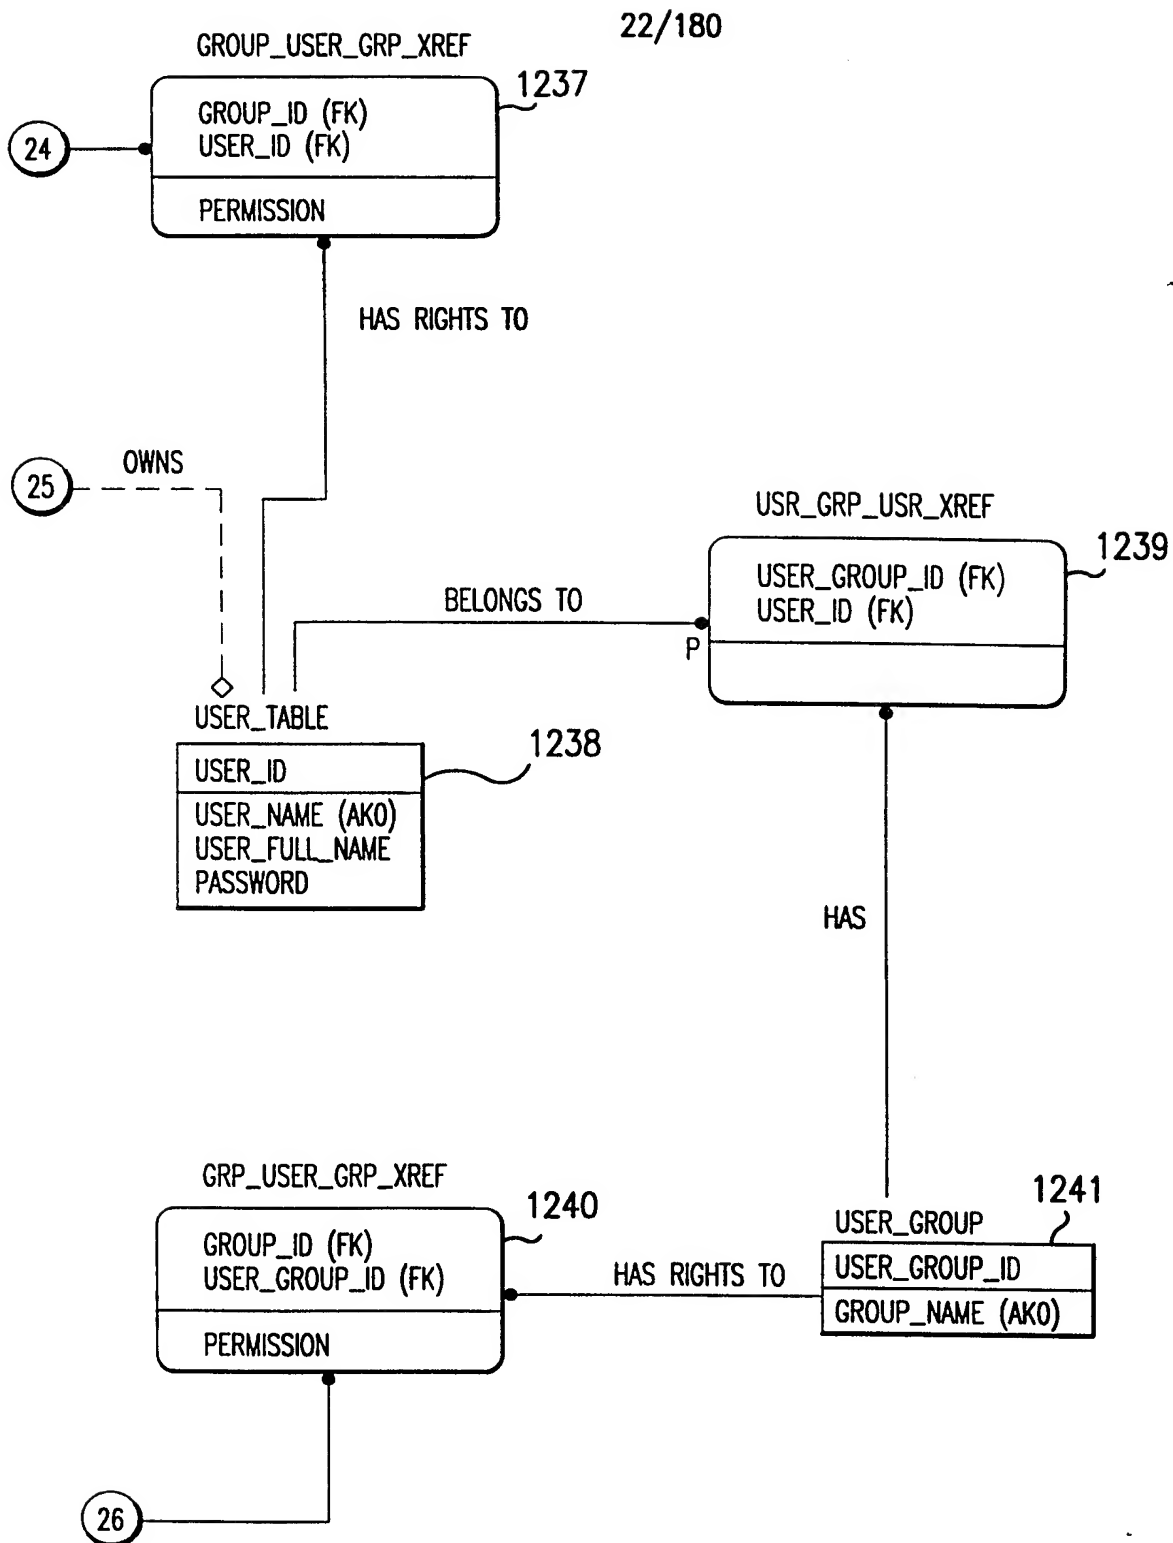 22/180
GROUP_USER_GRP_XREF
1237
GROUP_ID (FK)
USER_ID (FK)
24
PERMISSION
HAS RIGHTS TO
OWNS
25
USR_GRP_USR_XREF
1239
USER_GROUP_ID (FK)
USER_ID (FK)
BELONGS TO
P
USER_TABLE
1238
USER_ID
USER_NAME (AK0)
USER_FULL_NAME
PASSWORD
HAS
GRP_USER_GRP_XREF
1240
GROUP_ID (FK)
USER_GROUP_ID (FK)
PERMISSION
HAS RIGHTS TO
1241
USER_GROUP
USER_GROUP_ID
GROUP_NAME (AK0)
26